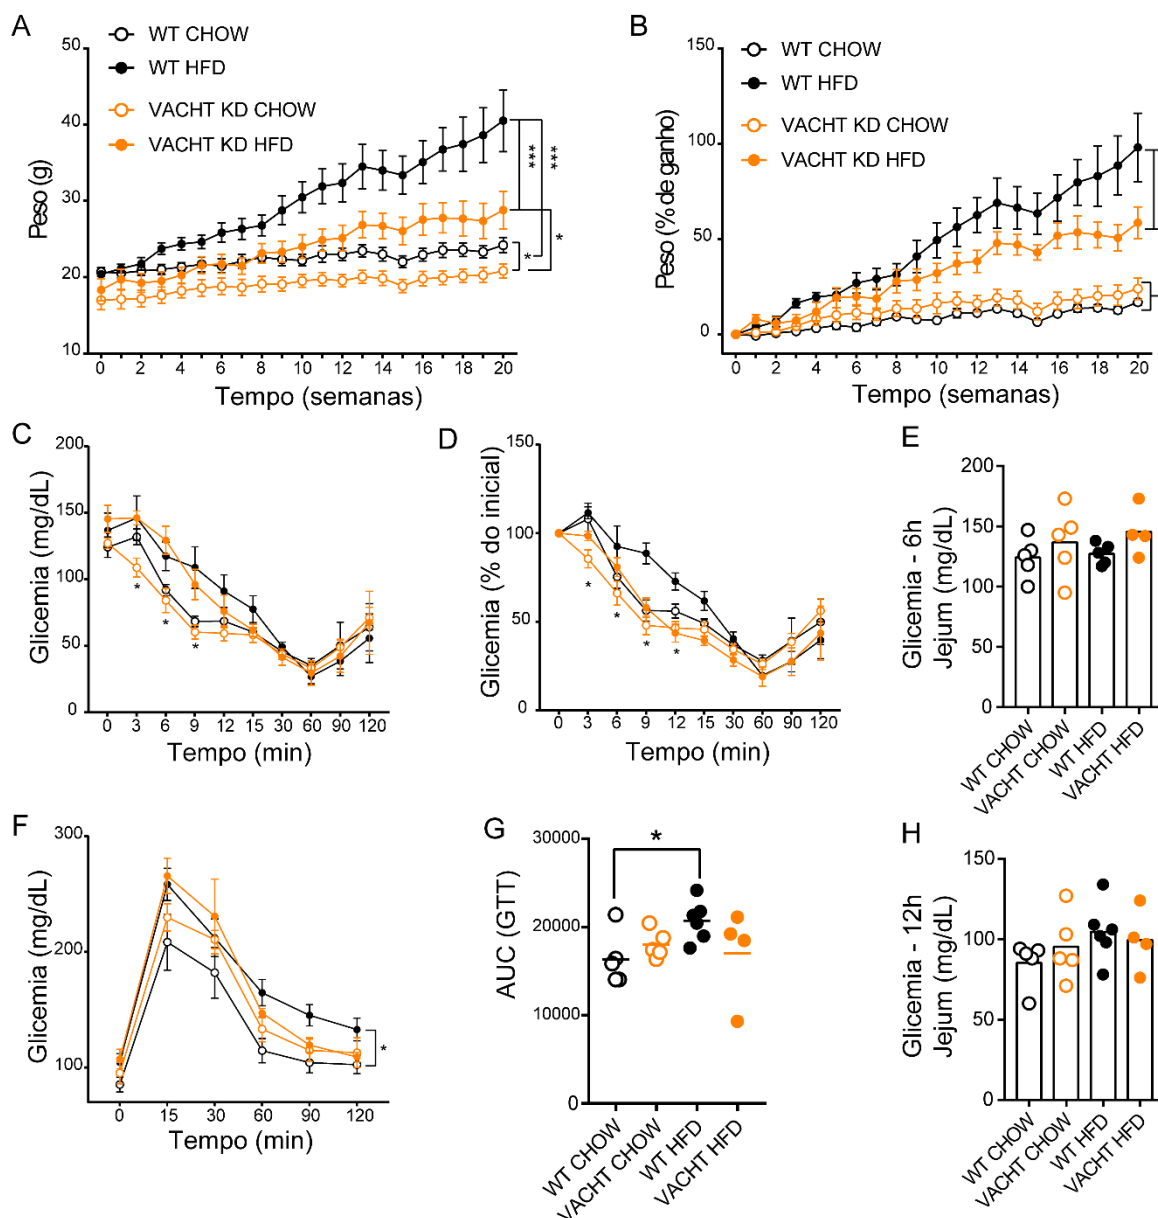 A
WT CHOW
WT HFD
VACHT KD CHOW
VACHT KD HFD
Peso (g)
50
40
30
20
10
0 2 4 6 8 10 12 14 16 18 20
Tempo (semanas)
***
***
*
*
B
WT CHOW
WT HFD
VACHT KD CHOW
VACHT KD HFD
Peso (% de ganho)
150
100
50
0
0 2 4 6 8 10 12 14 16 18 20
Tempo (semanas)
C
Glicemia (mg/dL)
200
150
100
50
0
* * *
0 3 6 9 12 15 30 60 90 120
Tempo (min)
D
Glicemia (% do inicial)
150
100
50
0
* * * *
0 3 6 9 12 15 30 60 90 120
Tempo (min)
E
Glicemia - 6h
Jejum (mg/dL)
200
150
100
50
0
WT CHOW
VACHT CHOW
WT HFD
VACHT HFD
F
Glicemia (mg/dL)
300
200
100
*
0 15 30 60 90 120
Tempo (min)
G
AUC (GTT)
30000
20000
10000
0
*
WT CHOW
VACHT CHOW
WT HFD
VACHT HFD
H
Glicemia - 12h
Jejum (mg/dL)
150
100
50
0
WT CHOW
VACHT CHOW
WT HFD
VACHT HFD